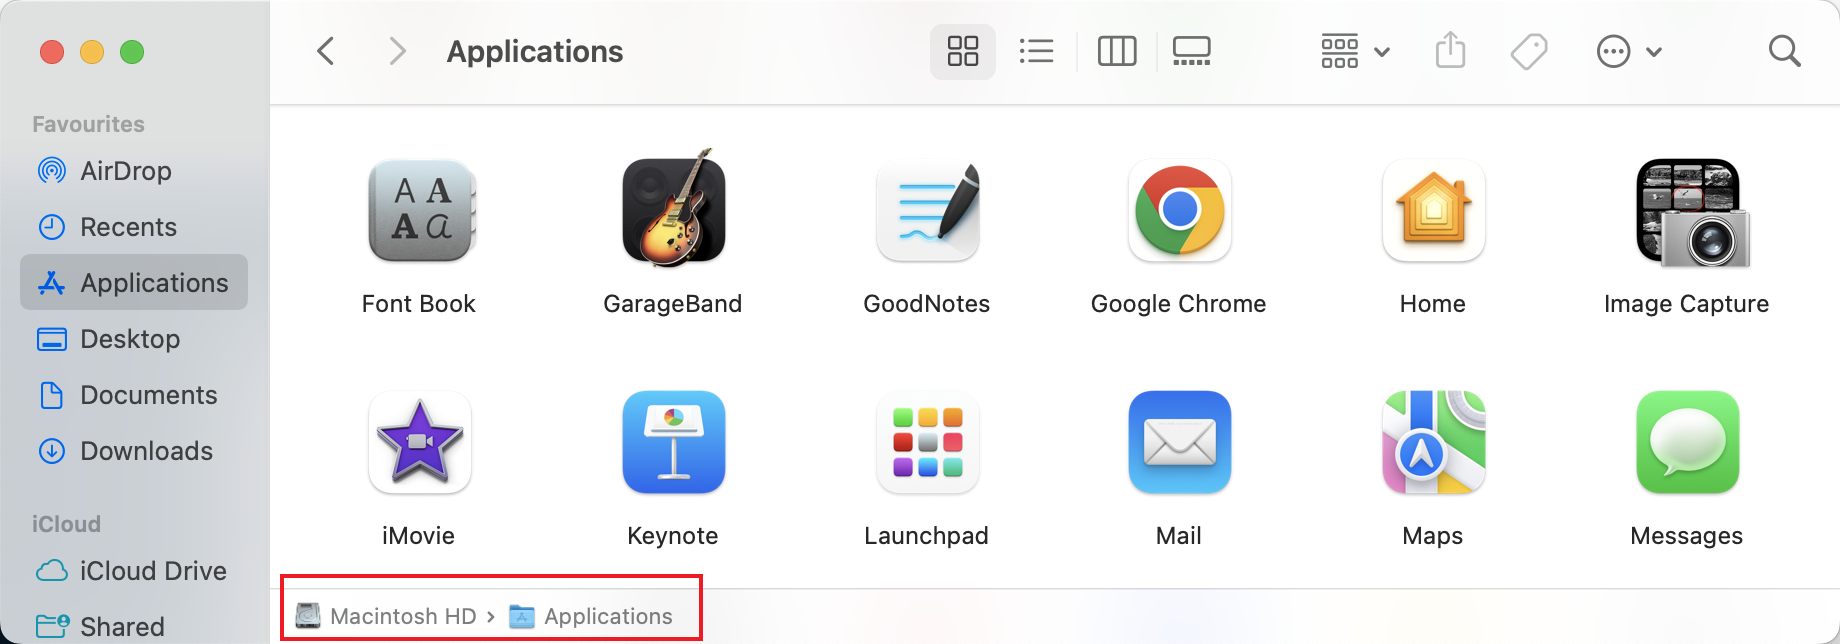 Applications
Favourites
AirDrop
Recents
Applications
Desktop
Documents
Downloads
iCloud
iCloud Drive
Shared
A A
A a
Font Book
GarageBand
GoodNotes
Google Chrome
Home
Image Capture
iMovie
Keynote
Launchpad
Mail
Maps
Messages
Macintosh HD › Applications